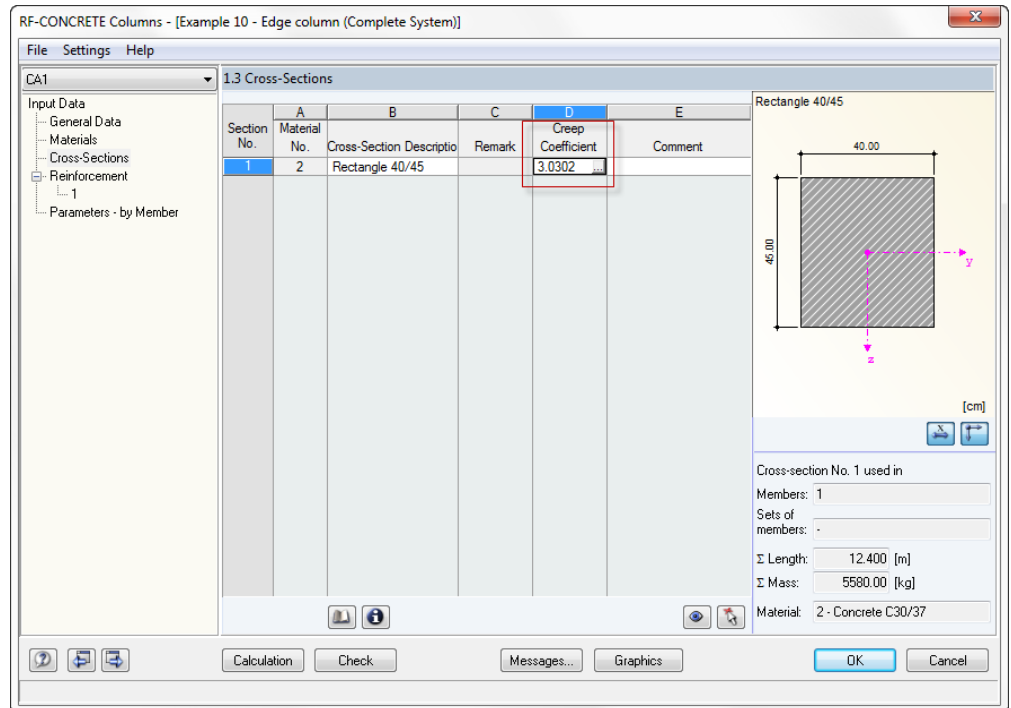 RF-CONCRETE Columns - [Example 10 - Edge column (Complete System)]
x
File Settings Help
CA1
Input Data
General Data
Materials
Cross-Sections
Reinforcement
1
Parameters - by Member
1.3 Cross-Sections
A B C D E
Section No. Material No. Cross-Section Descriptio Remark Creep Coefficient Comment
1 2 Rectangle 40/45 3.0302 ...
Rectangle 40/45
40.00
45.00
y
z
[cm]
x
Cross-section No. 1 used in
Members: 1
Sets of
members: -
Σ Length: 12.400 [m]
Σ Mass: 5580.00 [kg]
Material: 2 - Concrete C30/37
Calculation Check Messages... Graphics OK Cancel